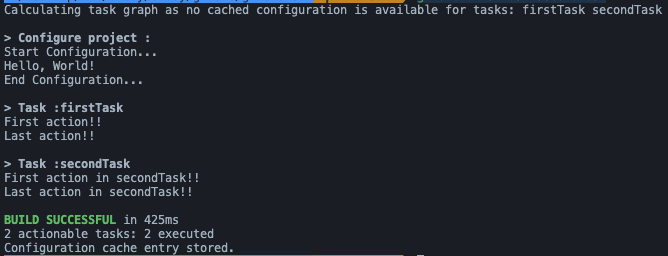 Calculating task graph as no cached configuration is available for tasks: firstTask secondTask
> Configure project :
Start Configuration...
Hello, World!
End Configuration...
> Task :firstTask
First action!!
Last action!!
> Task :secondTask
First action in secondTask!!
Last action in secondTask!!
BUILD SUCCESSFUL in 425ms
2 actionable tasks: 2 executed
Configuration cache entry stored.